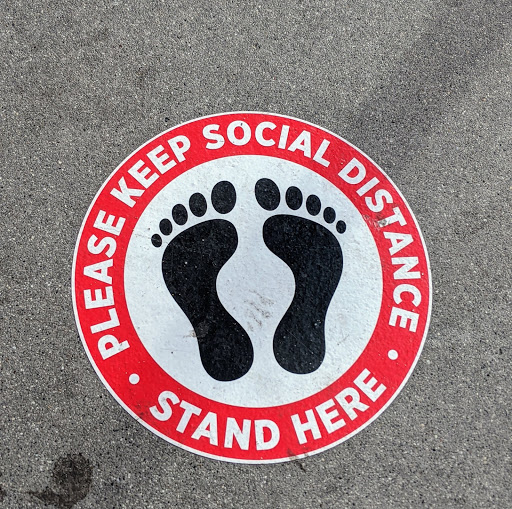 PLEASE KEEP SOCIAL DISTANCE
• STAND HERE •